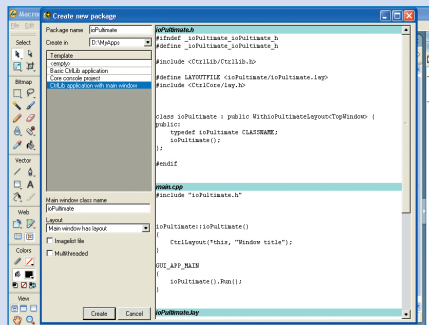 Macrom
Create new package
File Edit
Select
Bitmap
Vector
Web
Colors
View
Package name
ioPultimate
Create in
D:\MyApps
Template
<empty>
Basic CtrlLib application
Core console project
CtrlLib application with main window
Main window class name
ioPultimate
Layout
Main window has layout
Imagelist file
Multithreaded
Create
Cancel
ioPultimate.h
#ifndef _ioPultimate_ioPultimate_h
#define _ioPultimate_ioPultimate_h
#include <CtrlLib/CtrlLib.h>
#define LAYOUTFILE <ioPultimate/ioPultimate.lay>
#include <CtrlCore/lay.h>
class ioPultimate : public WithioPultimateLayout<TopWindow> {
public:
typedef ioPultimate CLASSNAME;
ioPultimate();
};
#endif
main.cpp
#include "ioPultimate.h"
ioPultimate::ioPultimate()
{
CtrlLayout(*this, "Window title");
}
GUI_APP_MAIN
{
ioPultimate().Run();
}
ioPultimate.lay